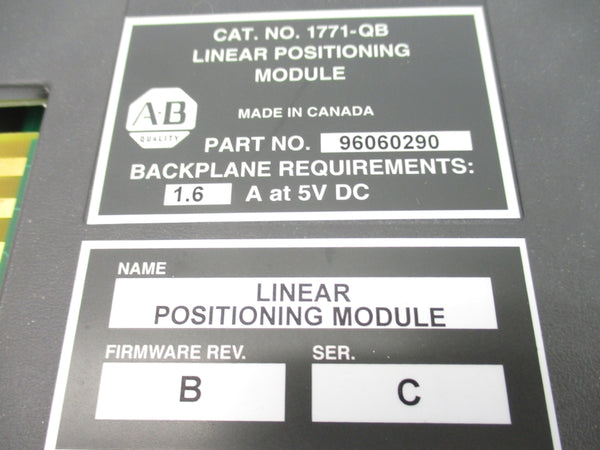 CAT. NO. 1771-QB
LINEAR POSITIONING
MODULE
A-B
QUALITY
MADE IN CANADA
PART NO. 96060290
BACKPLANE REQUIREMENTS:
1.6 A at 5V DC
NAME
LINEAR
POSITIONING MODULE
FIRMWARE REV. SER.
B C